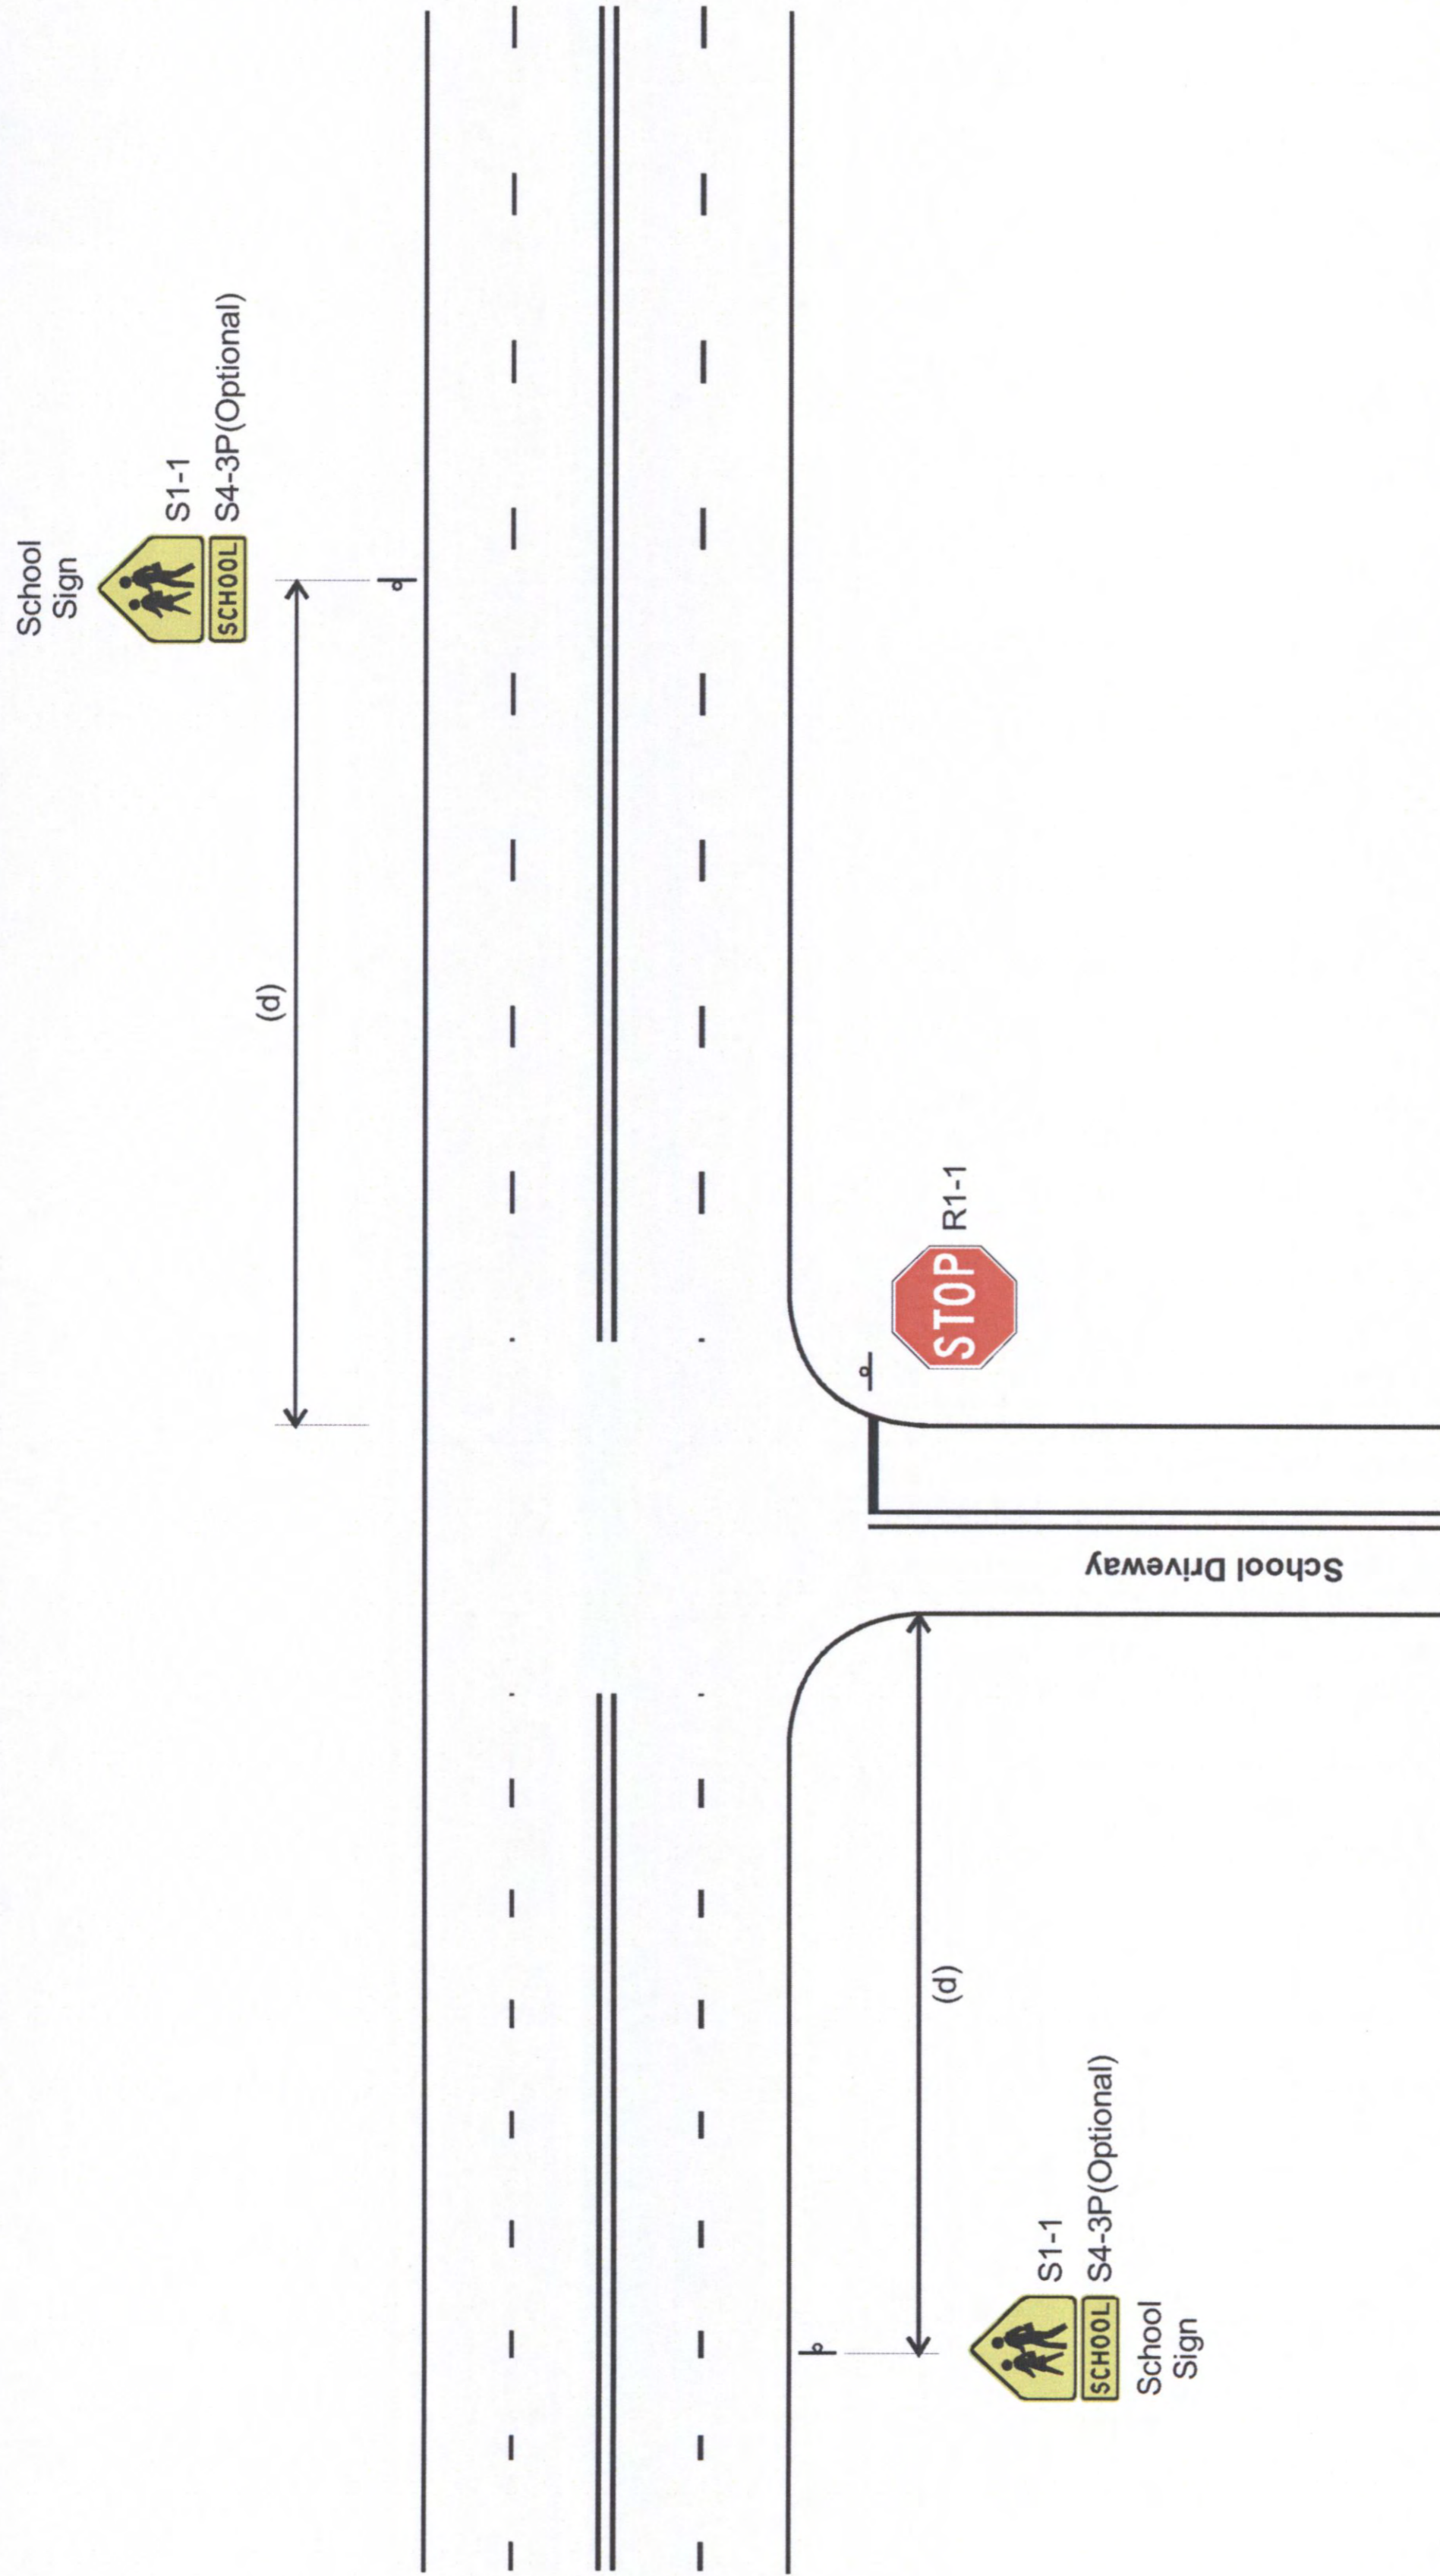 School
Sign
S1-1
SCHOOL
S4-3P(Optional)
(d)
STOP
R1-1
School Driveway
(d)
S1-1
SCHOOL
S4-3P(Optional)
School
Sign